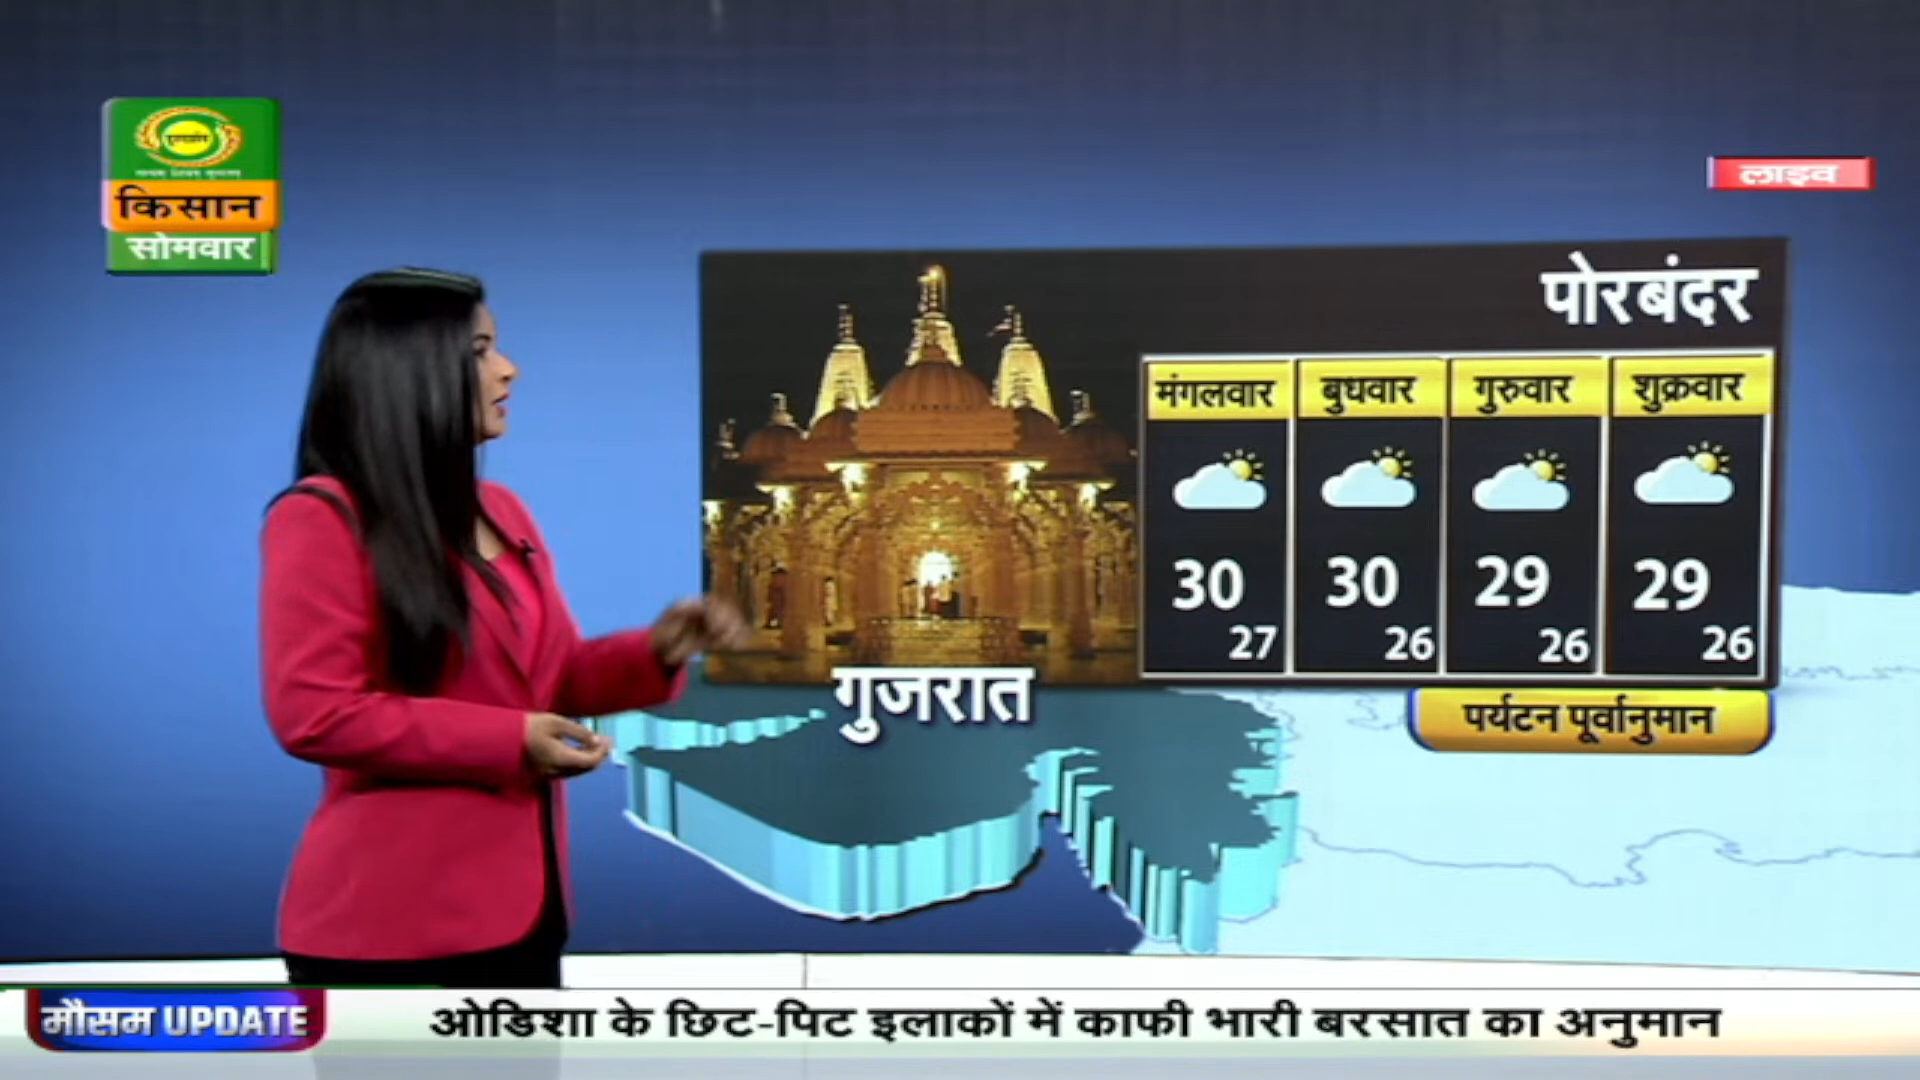 किसान
सोमवार
लाइव
पोरबंदर
मंगलवार बुधवार गुरुवार शुक्रवार
30 30 29 29
27 26 26 26
गुजरात
पर्यटन पूर्वानुमान
मौसम UPDATE
ओडिशा के छिट-पिट इलाकों में काफी भारी बरसात का अनुमान